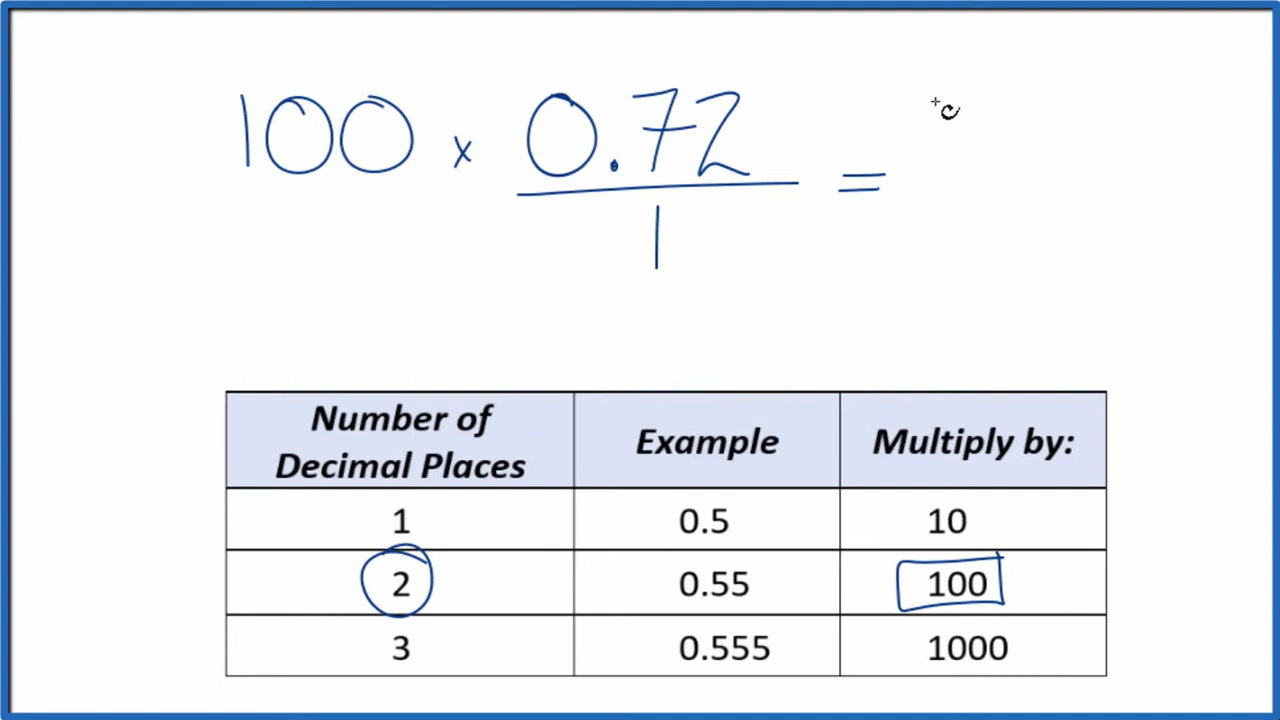 100 x 0.72 =
1
Number of Decimal Places Example Multiply by:
1 0.5 10
2 0.55 100
3 0.555 1000